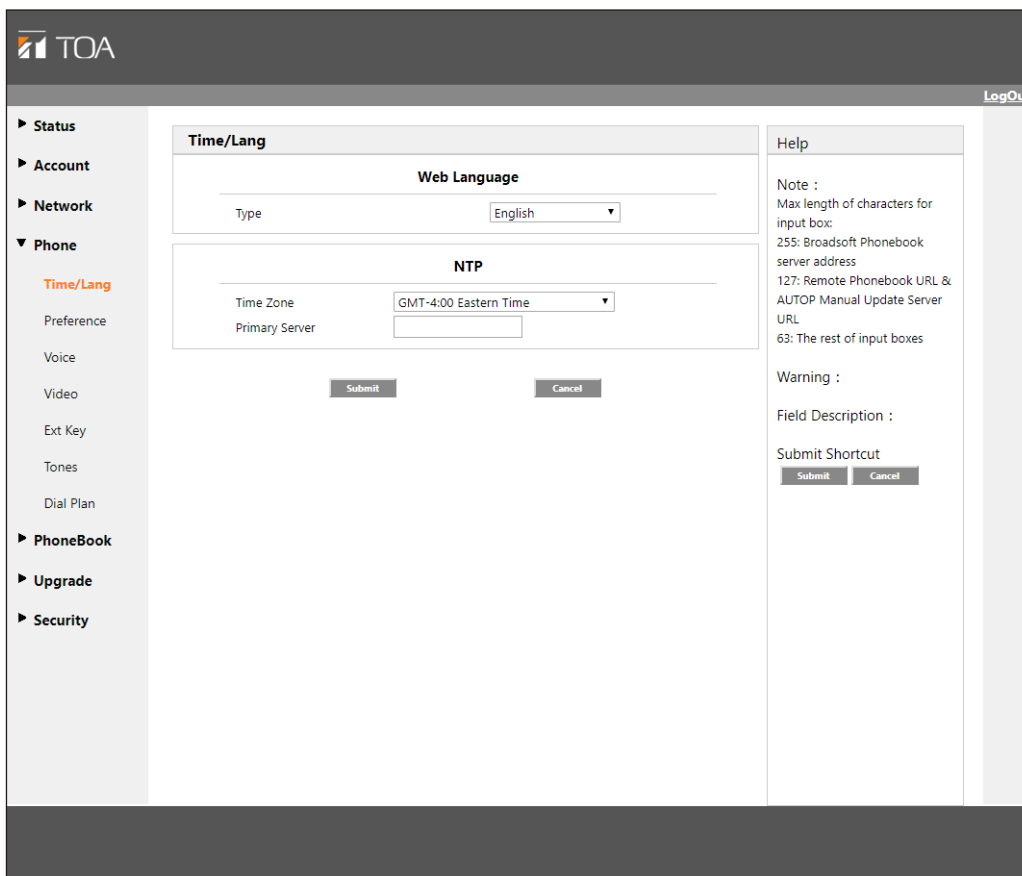 TOA
LogOu
Status
Account
Network
Phone
Time/Lang
Preference
Voice
Video
Ext Key
Tones
Dial Plan
PhoneBook
Upgrade
Security
Time/Lang
Web Language
Type English
NTP
Time Zone GMT-4:00 Eastern Time
Primary Server
Submit Cancel
Help
Note :
Max length of characters for
input box:
255: Broadsoft Phonebook
server address
127: Remote Phonebook URL &
AUTOP Manual Update Server
URL
63: The rest of input boxes
Warning :
Field Description :
Submit Shortcut
Submit Cancel